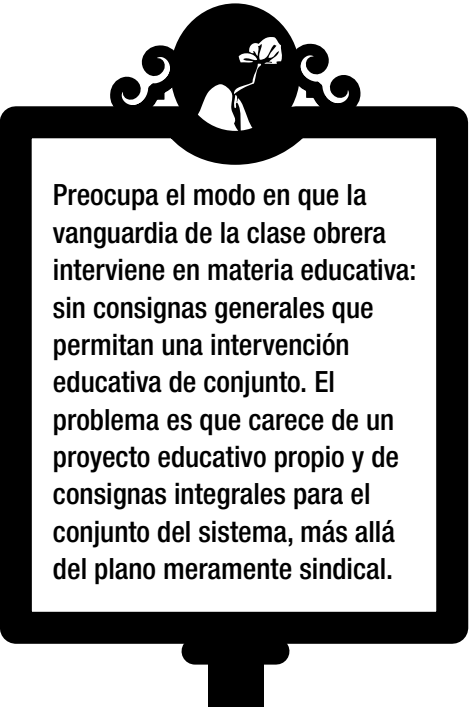 Preocupa el modo en que la
vanguardia de la clase obrera
interviene en materia educativa:
sin consignas generales que
permitan una intervención
educativa de conjunto. El
problema es que carece de un
proyecto educativo propio y de
consignas integrales para el
conjunto del sistema, más allá
del plano meramente sindical.